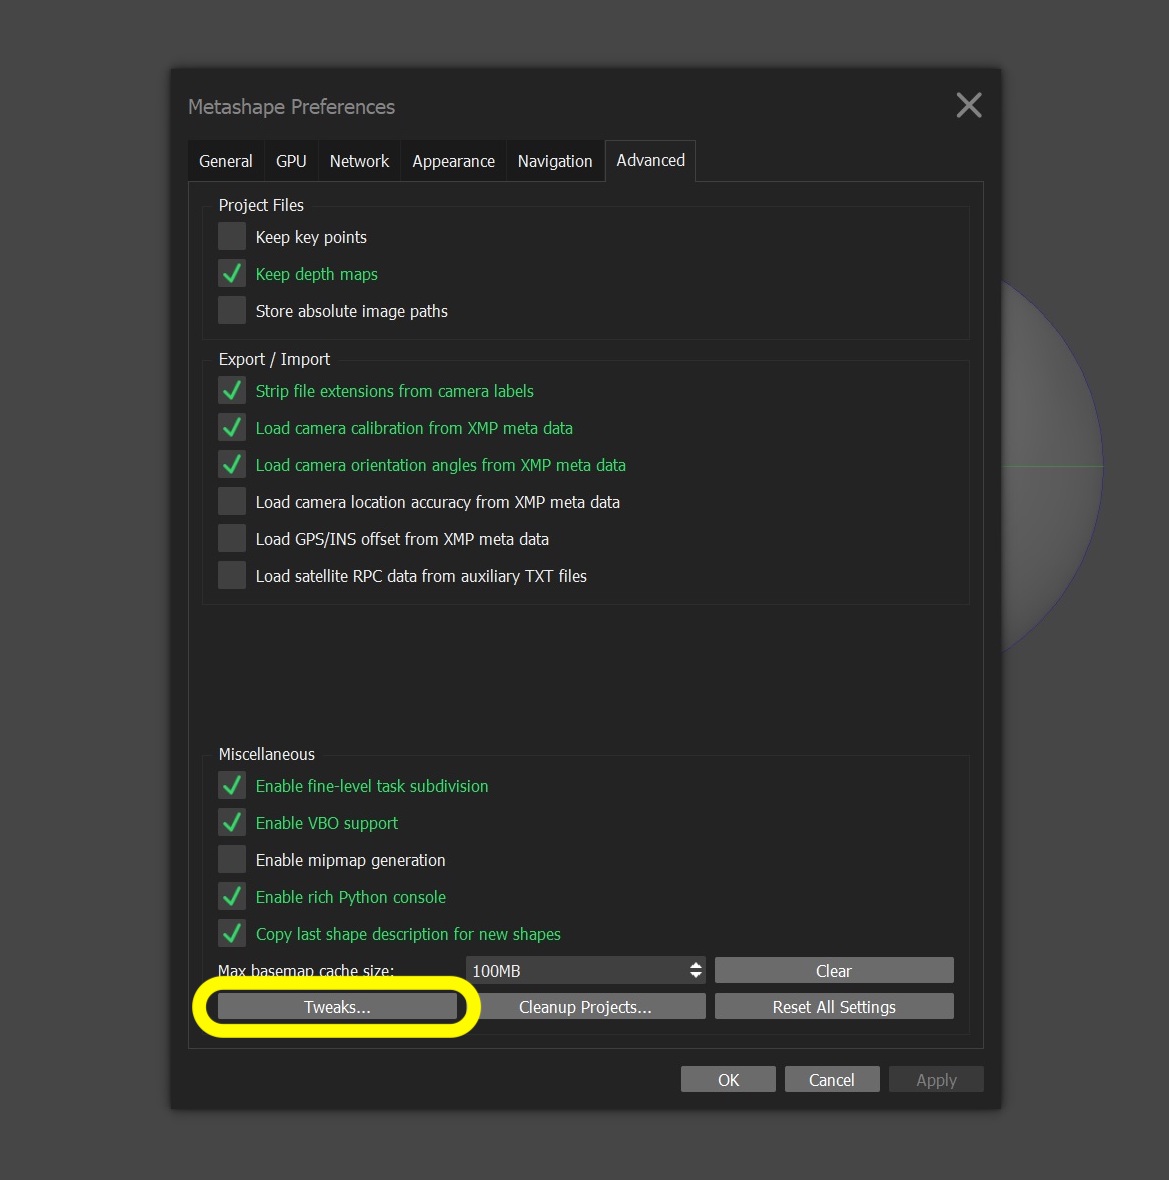 Metashape Preferences
General GPU Network Appearance Navigation Advanced
Project Files
Keep key points
Keep depth maps
Store absolute image paths
Export / Import
Strip file extensions from camera labels
Load camera calibration from XMP meta data
Load camera orientation angles from XMP meta data
Load camera location accuracy from XMP meta data
Load GPS/INS offset from XMP meta data
Load satellite RPC data from auxiliary TXT files
Miscellaneous
Enable fine-level task subdivision
Enable VBO support
Enable mipmap generation
Enable rich Python console
Copy last shape description for new shapes
Max basemap cache size: 100MB Clear
Tweaks... Cleanup Projects... Reset All Settings
OK Cancel Apply